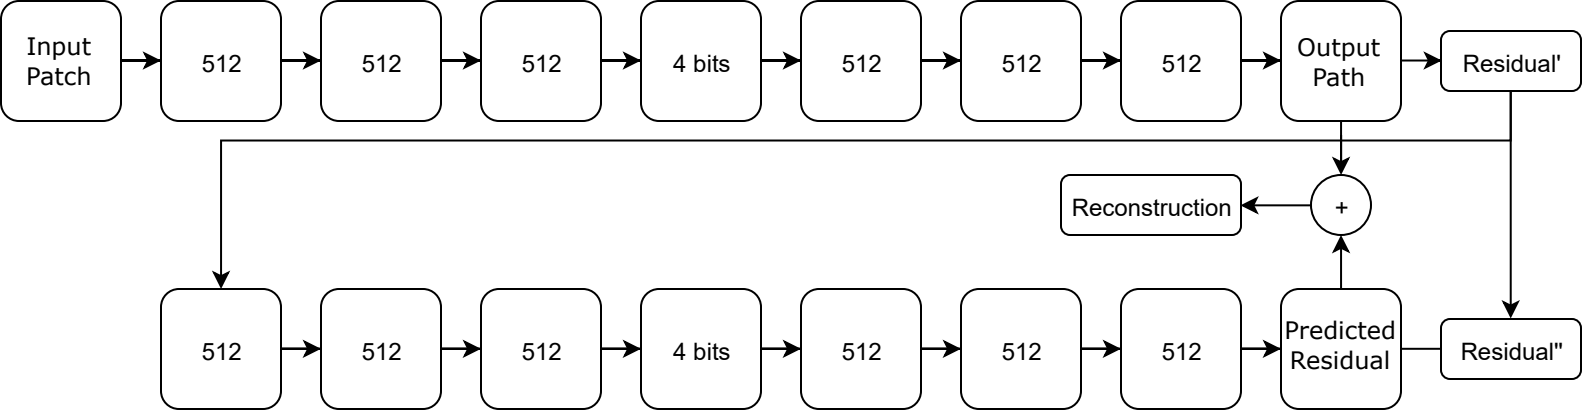 Input
Patch
512
512
512
4 bits
512
512
512
Output
Path
Residual'
Reconstruction
+
512
512
512
4 bits
512
512
512
Predicted
Residual
Residual"